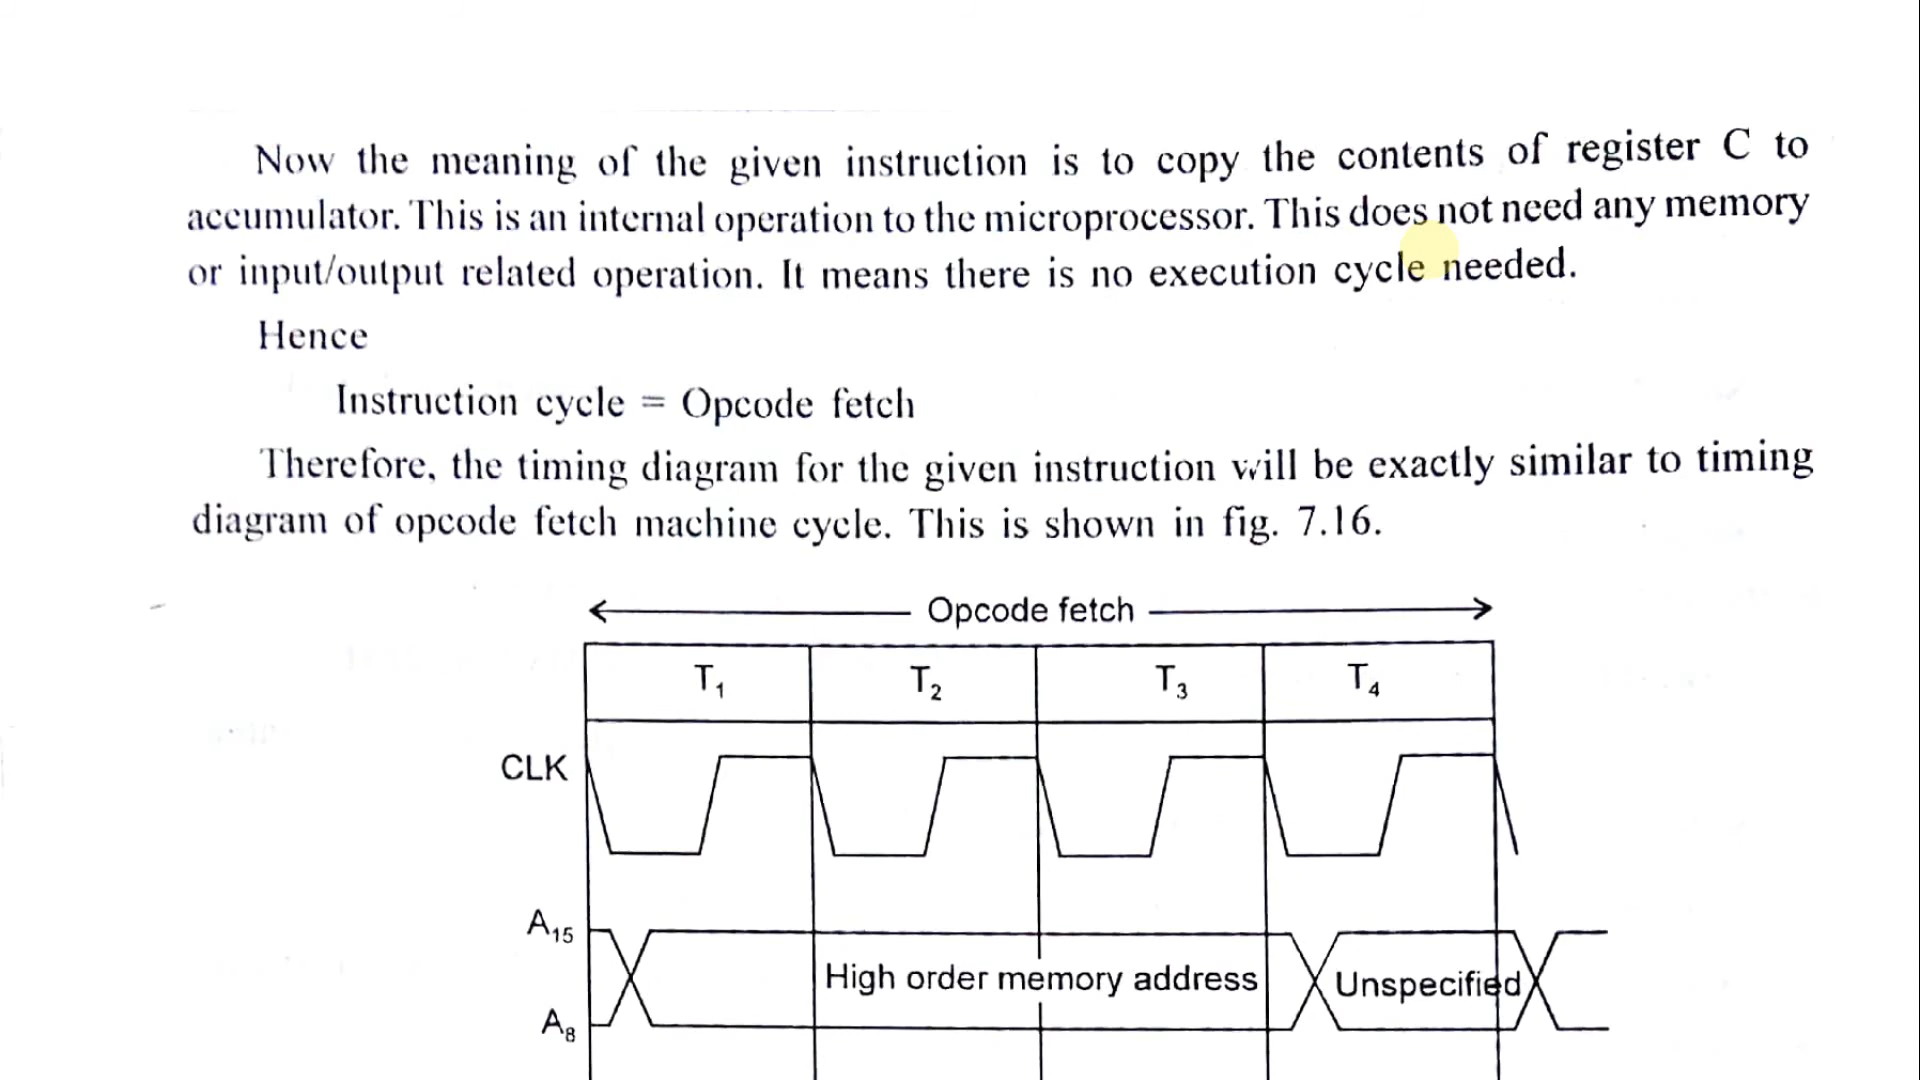 Now the meaning of the given instruction is to copy the contents of register C to
accumulator. This is an internal operation to the microprocessor. This does not need any memory
or input/output related operation. It means there is no execution cycle needed.
Hence
Instruction cycle = Opcode fetch
Therefore, the timing diagram for the given instruction will be exactly similar to timing
diagram of opcode fetch machine cycle. This is shown in fig. 7.16.
Opcode fetch
T₁ T₂ T₃ T₄
CLK
A₁₅
High order memory address Unspecified
A₈